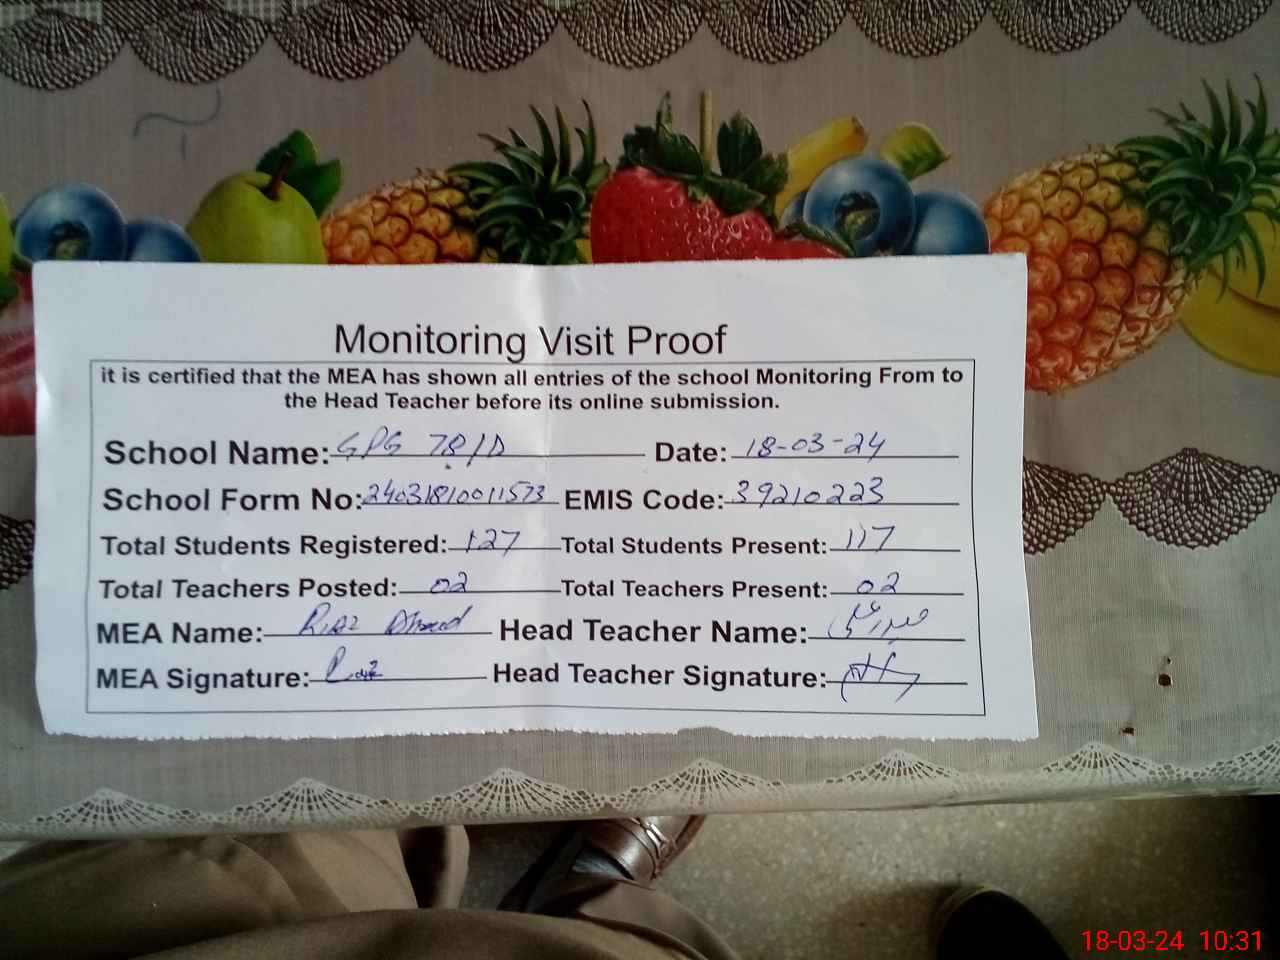 Monitoring Visit Proof
it is certified that the MEA has shown all entries of the school Monitoring From to
the Head Teacher before its online submission.
School Name: GPS 78/D Date: 18-03-24
School Form No: 24031810011573 EMIS Code: 39210223
Total Students Registered: 127 Total Students Present: 117
Total Teachers Posted: 02 Total Teachers Present: 02
MEA Name: Riaz Ahmed Head Teacher Name:
MEA Signature: Riaz Head Teacher Signature:
18-03-24 10:31